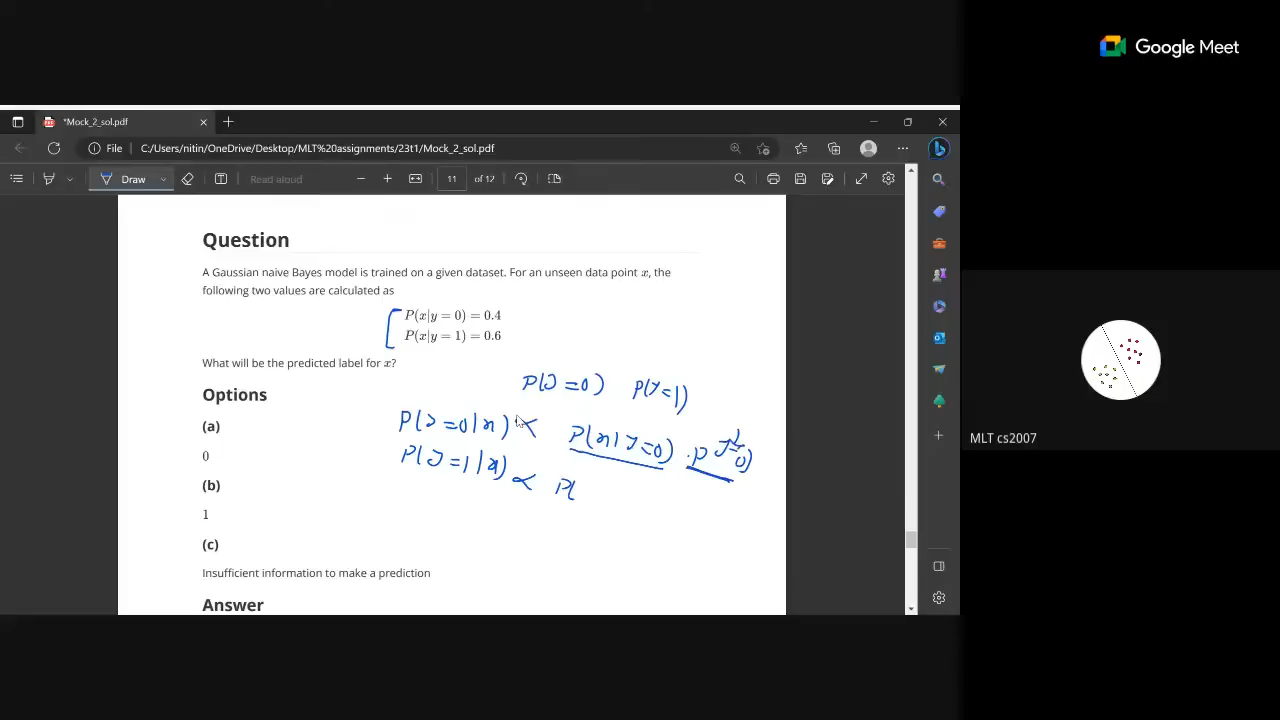 Google Meet
*Mock_2_sol.pdf
File
C:/Users/nitin/OneDrive/Desktop/MLT%20assignments/23t1/Mock_2_sol.pdf
Draw
Read aloud
11
of 12
Question
A Gaussian naive Bayes model is trained on a given dataset. For an unseen data point x, the
following two values are calculated as
P(x|y = 0) = 0.4
P(x|y = 1) = 0.6
What will be the predicted label for x?
P(y=0) P(y=1)
Options
(a)
P(y=0|x) ∝ P(x|y=0) . P(y=0)
0
P(y=1|x) ∝ P(
(b)
1
(c)
Insufficient information to make a prediction
Answer
MLT cs2007